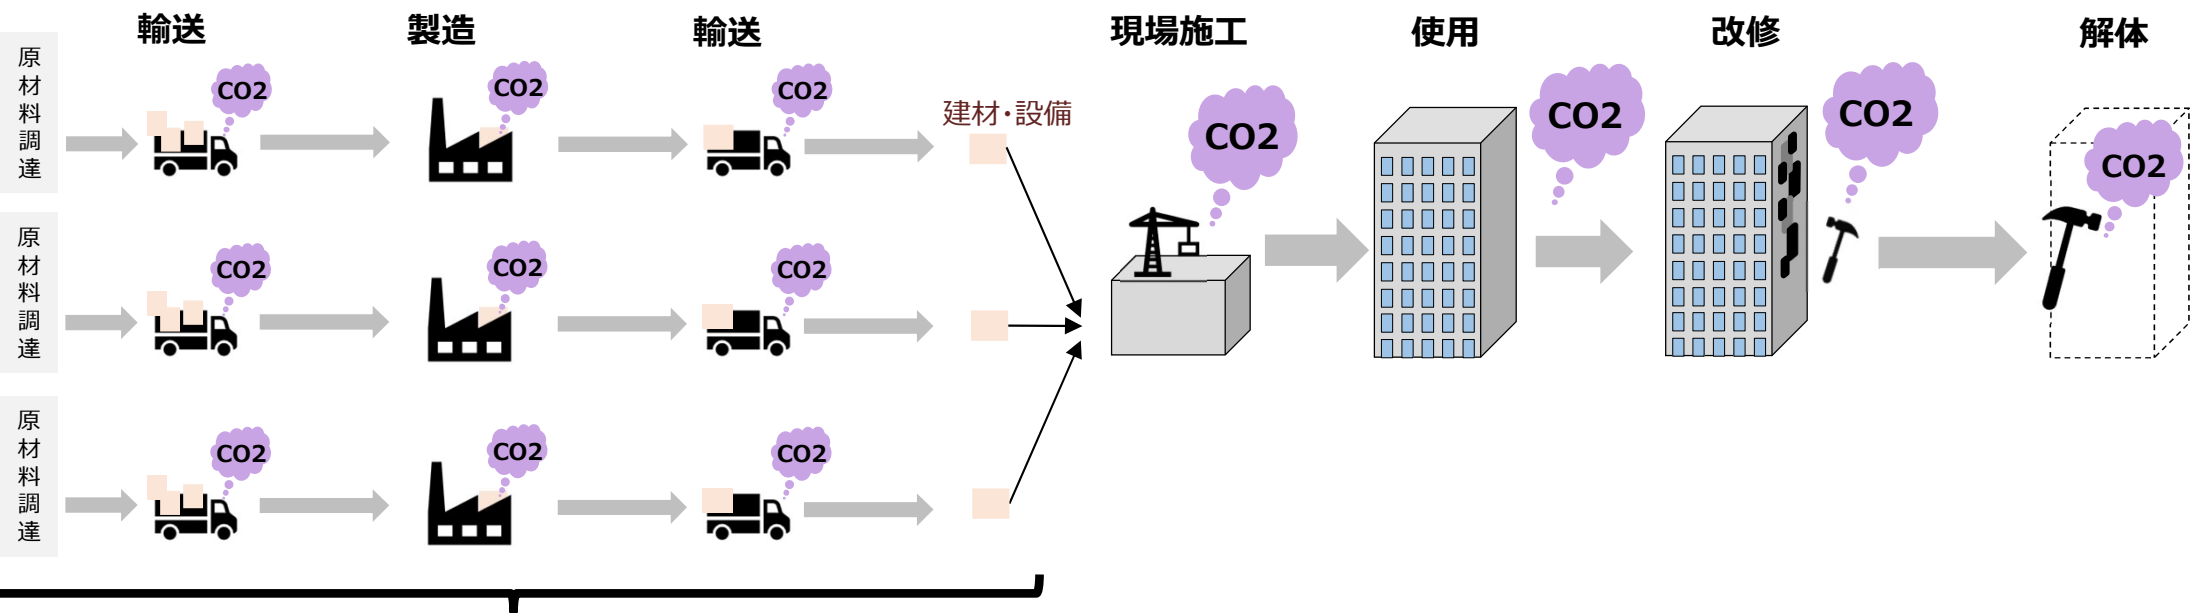 輸送
製造
輸送
現場施工
使用
改修
解体
原材料調達
CO2
CO2
CO2
建材・設備
CO2
CO2
CO2
CO2
原材料調達
CO2
CO2
CO2
原材料調達
CO2
CO2
CO2